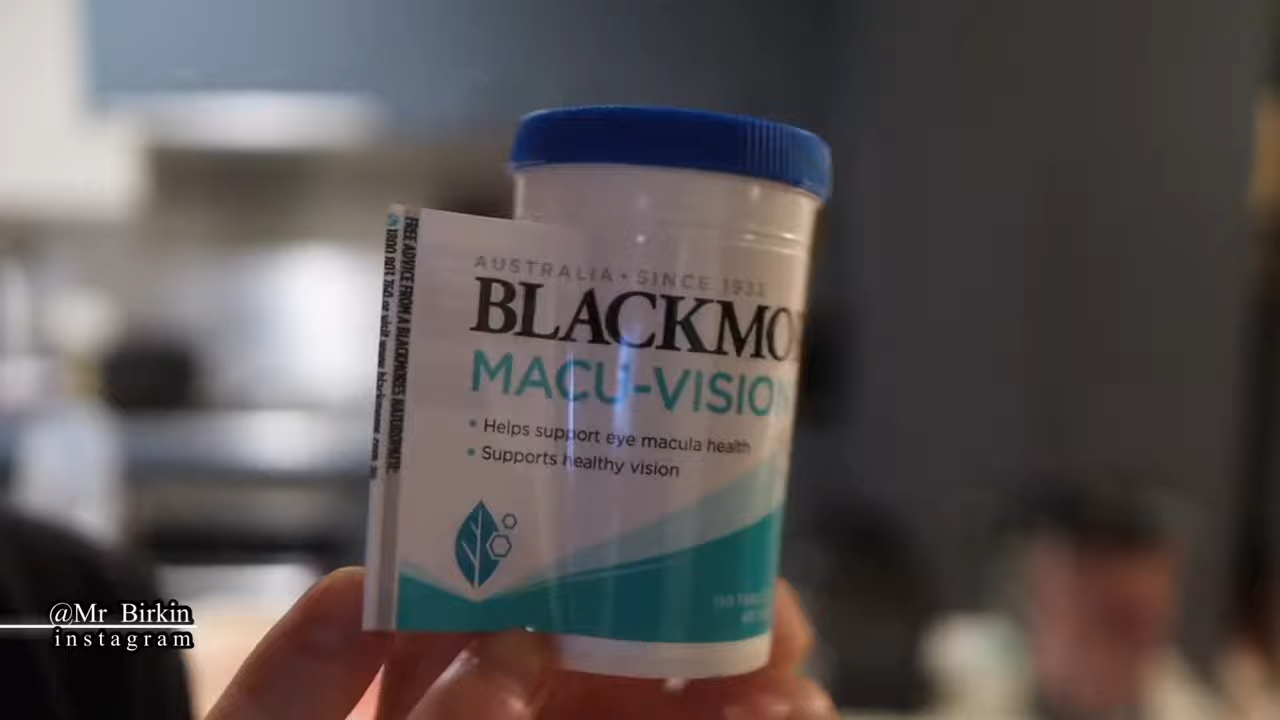 AUSTRALIA • SINCE 1932
BLACKMO
MACU-VISION
• Helps support eye macula health
• Supports healthy vision
FREE ADVICE FROM A BLACKMORES NATUROPATH:
@Mr_Birkin
instagram